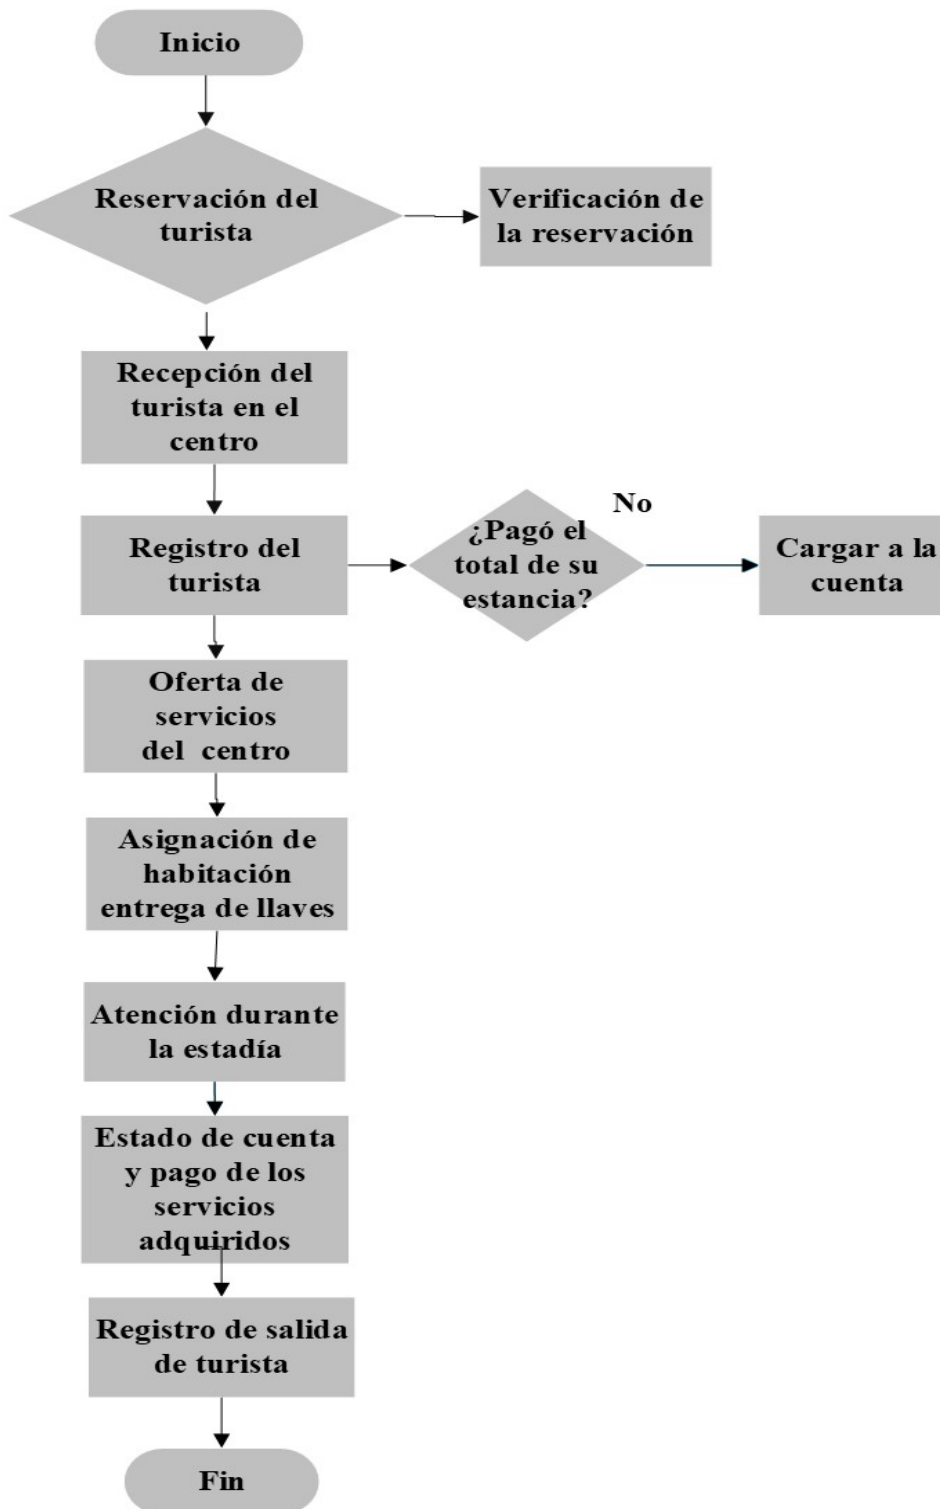 Inicio
Reservación del
turista
Verificación de
la reservación
Recepción del
turista en el
centro
Registro del
turista
¿Pagó el
total de su
estancia?
No
Cargar a la
cuenta
Oferta de
servicios
del centro
Asignación de
habitación
entrega de llaves
Atención durante
la estadía
Estado de cuenta
y pago de los
servicios
adquiridos
Registro de salida
de turista
Fin